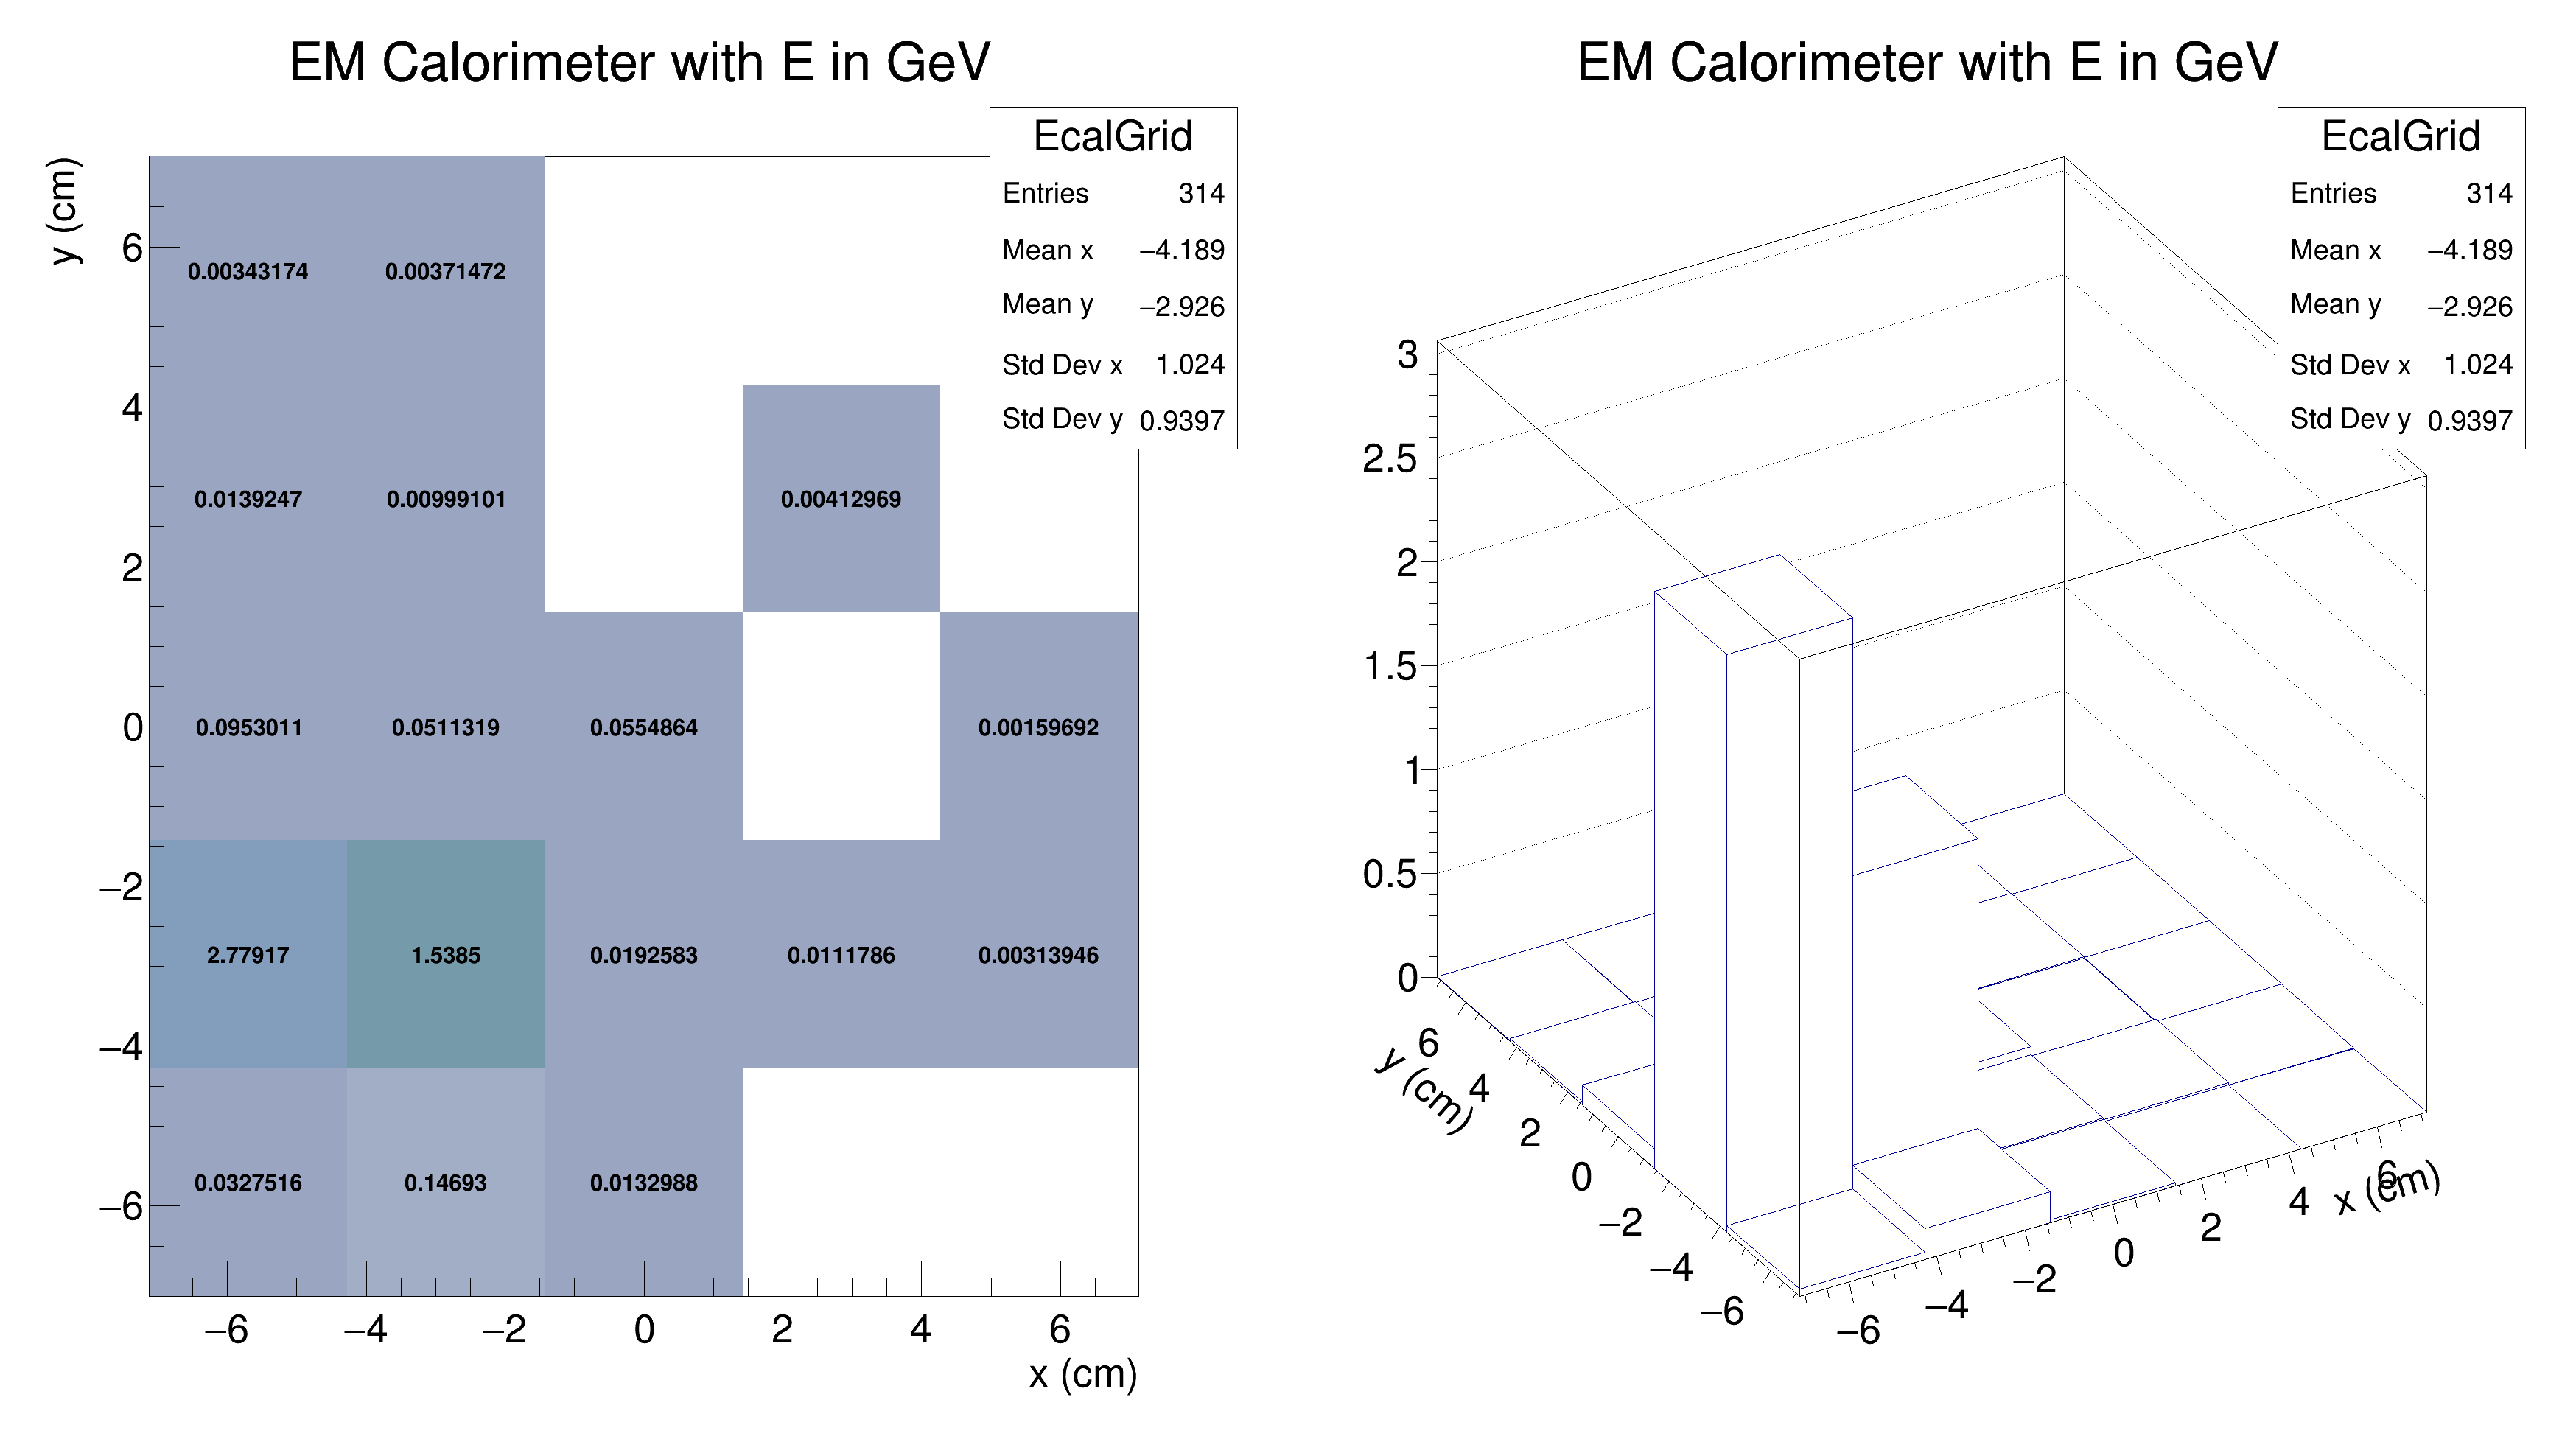 EM Calorimeter with E in GeV
EcalGrid
Entries 314
Mean x −4.189
Mean y −2.926
Std Dev x 1.024
Std Dev y 0.9397
y (cm)
6
4
2
0
−2
−4
−6
0.00343174 0.00371472
0.0139247 0.00999101 0.00412969
0.0953011 0.0511319 0.0554864 0.00159692
2.77917 1.5385 0.0192583 0.0111786 0.00313946
0.0327516 0.14693 0.0132988
−6 −4 −2 0 2 4 6
x (cm)
EM Calorimeter with E in GeV
EcalGrid
Entries 314
Mean x −4.189
Mean y −2.926
Std Dev x 1.024
Std Dev y 0.9397
3
2.5
2
1.5
1
0.5
0
6
4
2
0
−2
−4
−6
y (cm)
−6
−4
−2
0
2
4
6
x (cm)